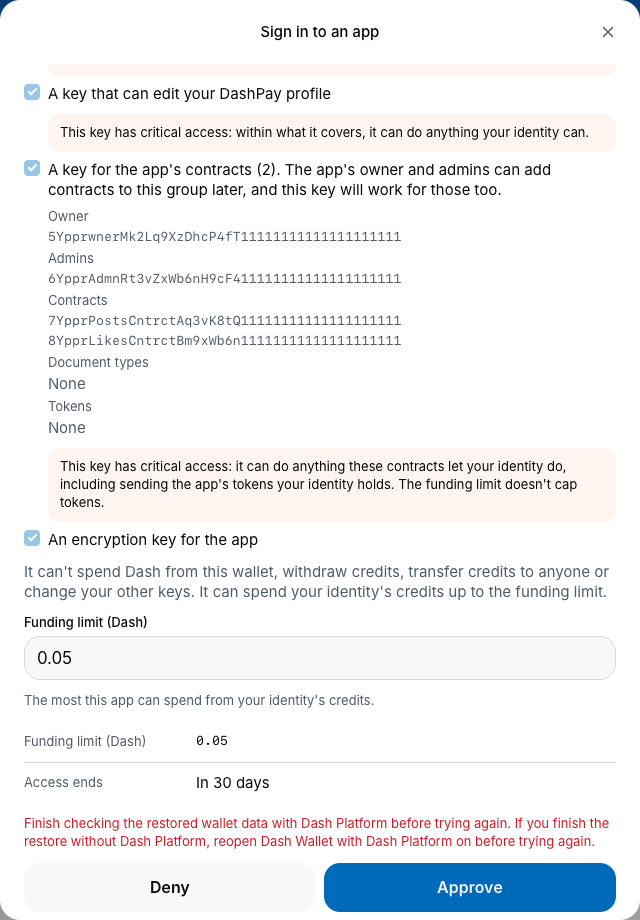 Sign in to an app
A key that can edit your DashPay profile
This key has critical access: within what it covers, it can do anything your identity can.
A key for the app's contracts (2). The app's owner and admins can add
contracts to this group later, and this key will work for those too.
Owner
5YpprwnerMk2Lq9XzDhcP4fT11111111111111111111
Admins
6YpprAdmnRt3vZxWb6nH9cF411111111111111111111
Contracts
7YpprPostsCntrctAq3vK8tQ11111111111111111111
8YpprLikesCntrctBm9xWb6n11111111111111111111
Document types
None
Tokens
None
This key has critical access: it can do anything these contracts let your identity do,
including sending the app's tokens your identity holds. The funding limit doesn't cap
tokens.
An encryption key for the app
It can't spend Dash from this wallet, withdraw credits, transfer credits to anyone or
change your other keys. It can spend your identity's credits up to the funding limit.
Funding limit (Dash)
0.05
The most this app can spend from your identity's credits.
Funding limit (Dash) 0.05
Access ends In 30 days
Finish checking the restored wallet data with Dash Platform before trying again. If you finish the
restore without Dash Platform, reopen Dash Wallet with Dash Platform on before trying again.
Deny Approve